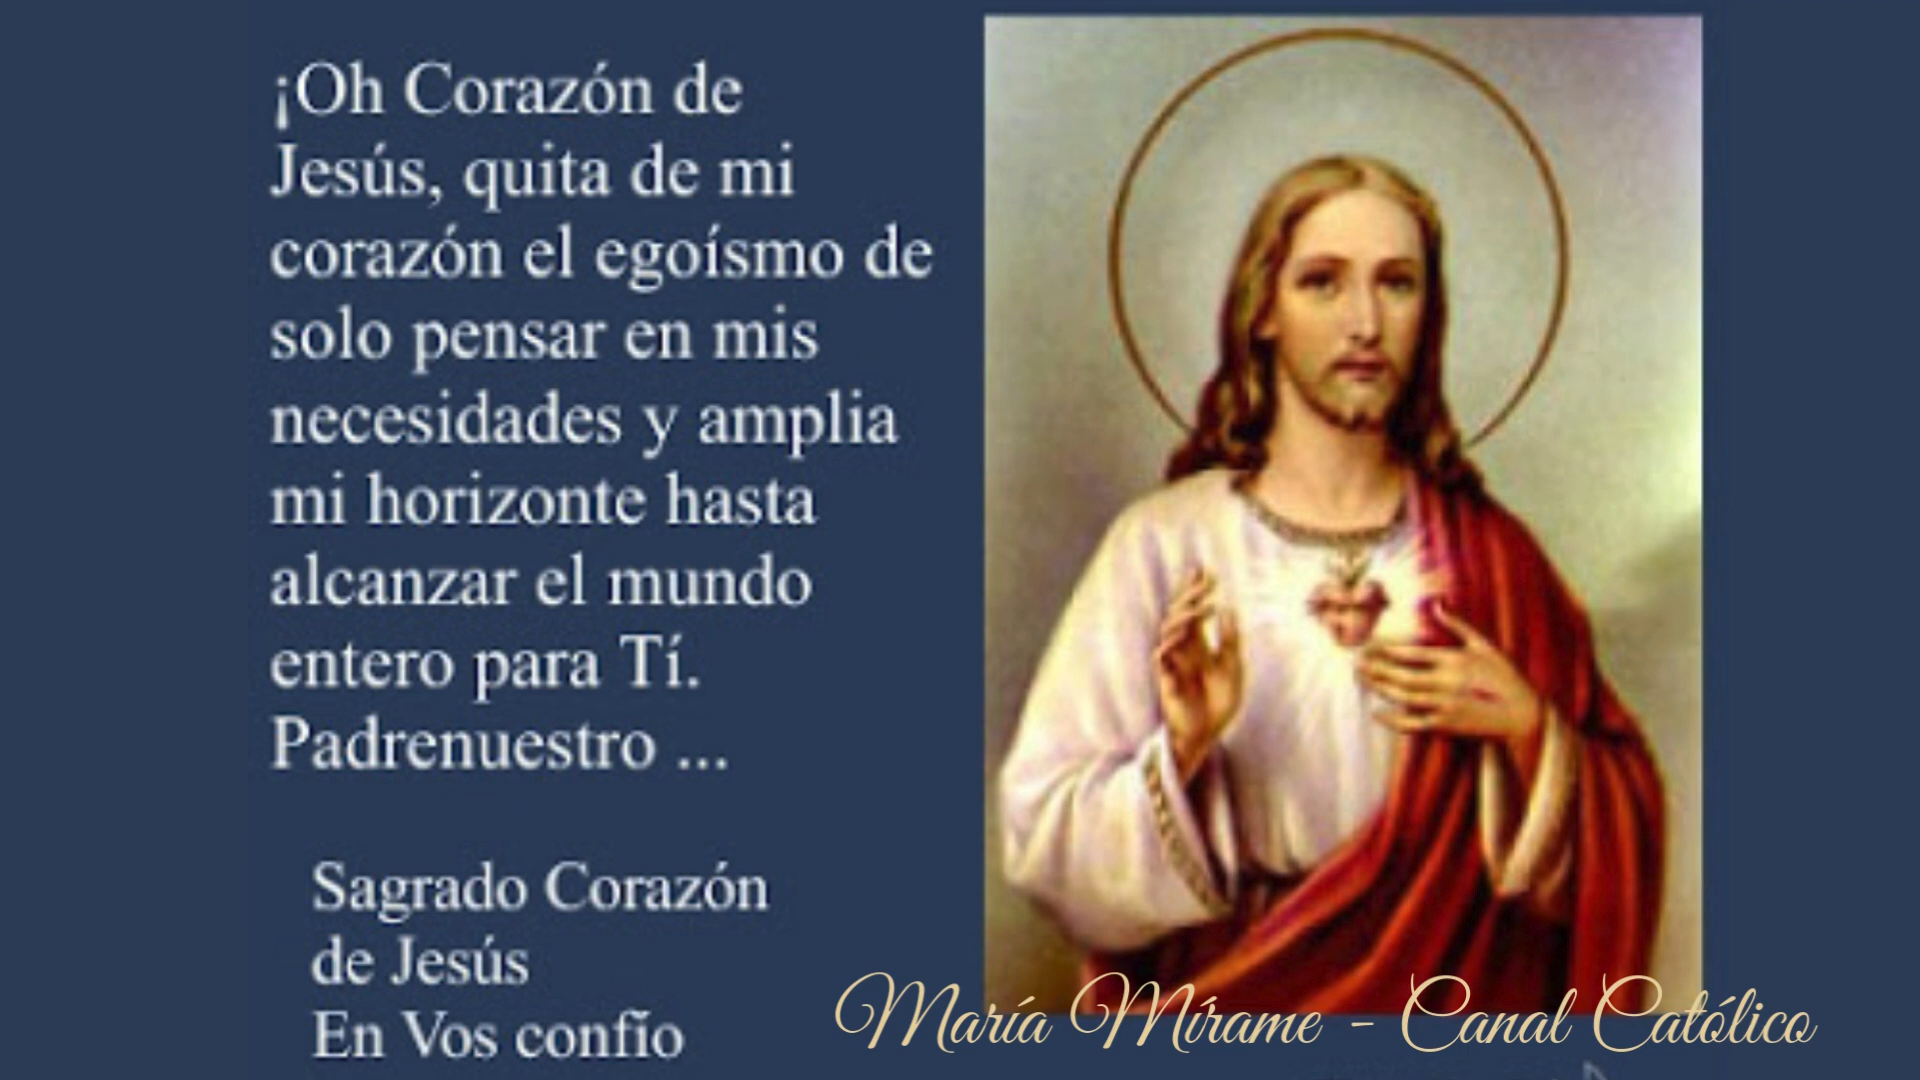 ¡Oh Corazón de
Jesús, quita de mi
corazón el egoísmo de
solo pensar en mis
necesidades y amplia
mi horizonte hasta
alcanzar el mundo
entero para Tí.
Padrenuestro ...
Sagrado Corazón
de Jesús
En Vos confío
María Mírame - Canal Católico